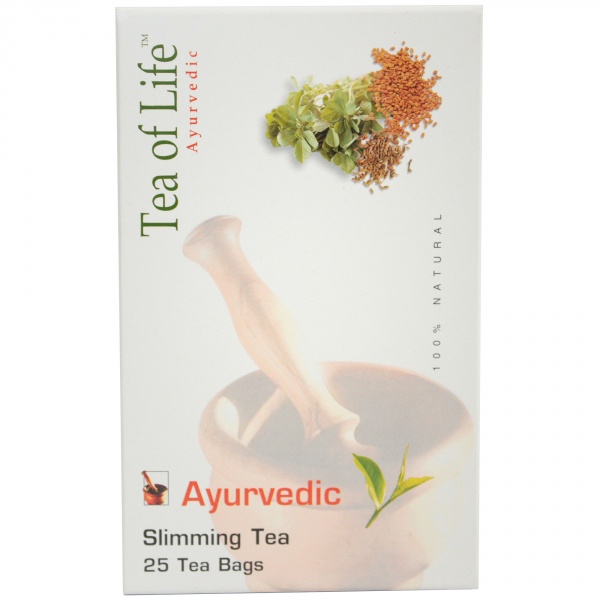 Tea of Life™
Ayurvedic
100% NATURAL
Ayurvedic
Slimming Tea
25 Tea Bags